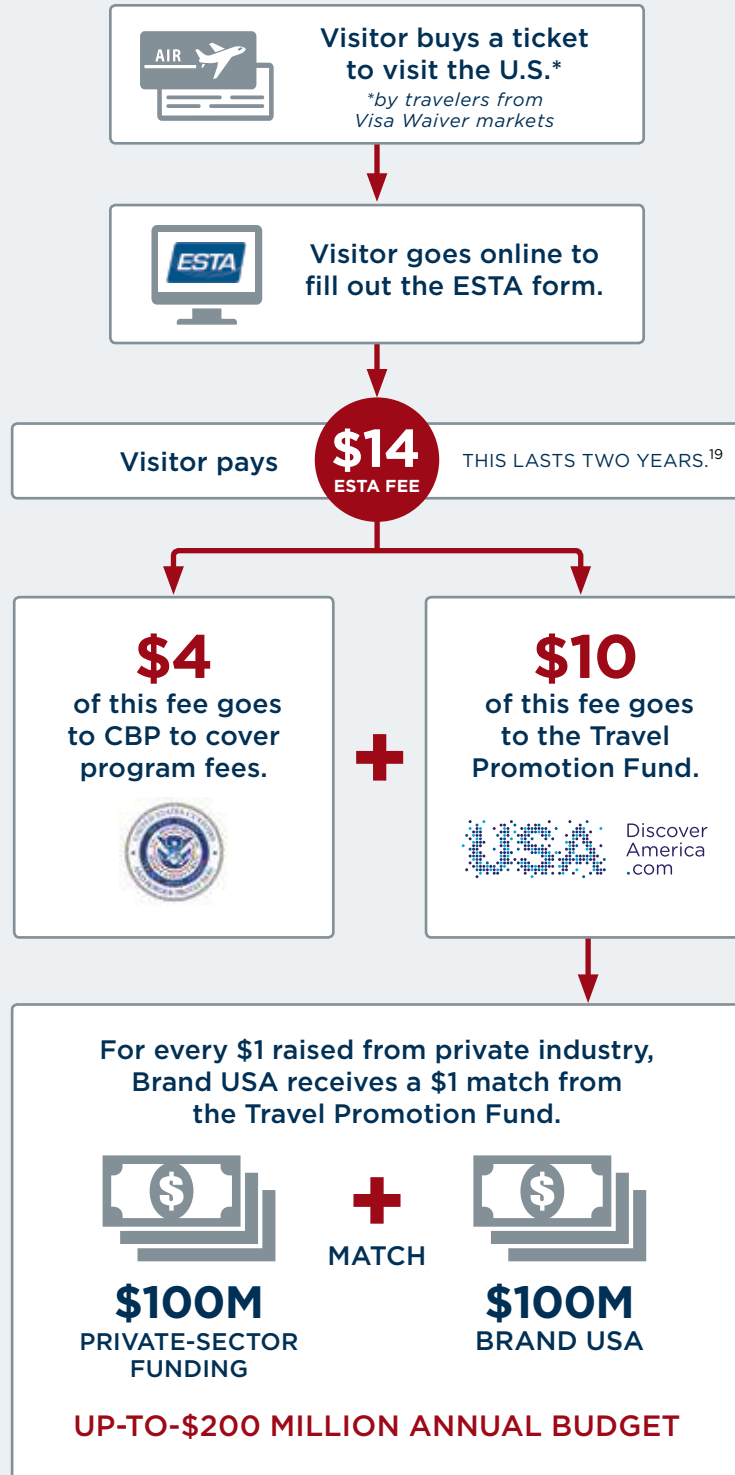 AIR
Visitor buys a ticket
to visit the U.S.*
*by travelers from
Visa Waiver markets
ESTA
Visitor goes online to
fill out the ESTA form.
Visitor pays
$14
ESTA FEE
THIS LASTS TWO YEARS.19
$4
of this fee goes
to CBP to cover
program fees.
+
$10
of this fee goes
to the Travel
Promotion Fund.
USA
Discover
America
.com
For every $1 raised from private industry,
Brand USA receives a $1 match from
the Travel Promotion Fund.
$
+
MATCH
$
$100M
PRIVATE-SECTOR
FUNDING
$100M
BRAND USA
UP-TO-$200 MILLION ANNUAL BUDGET